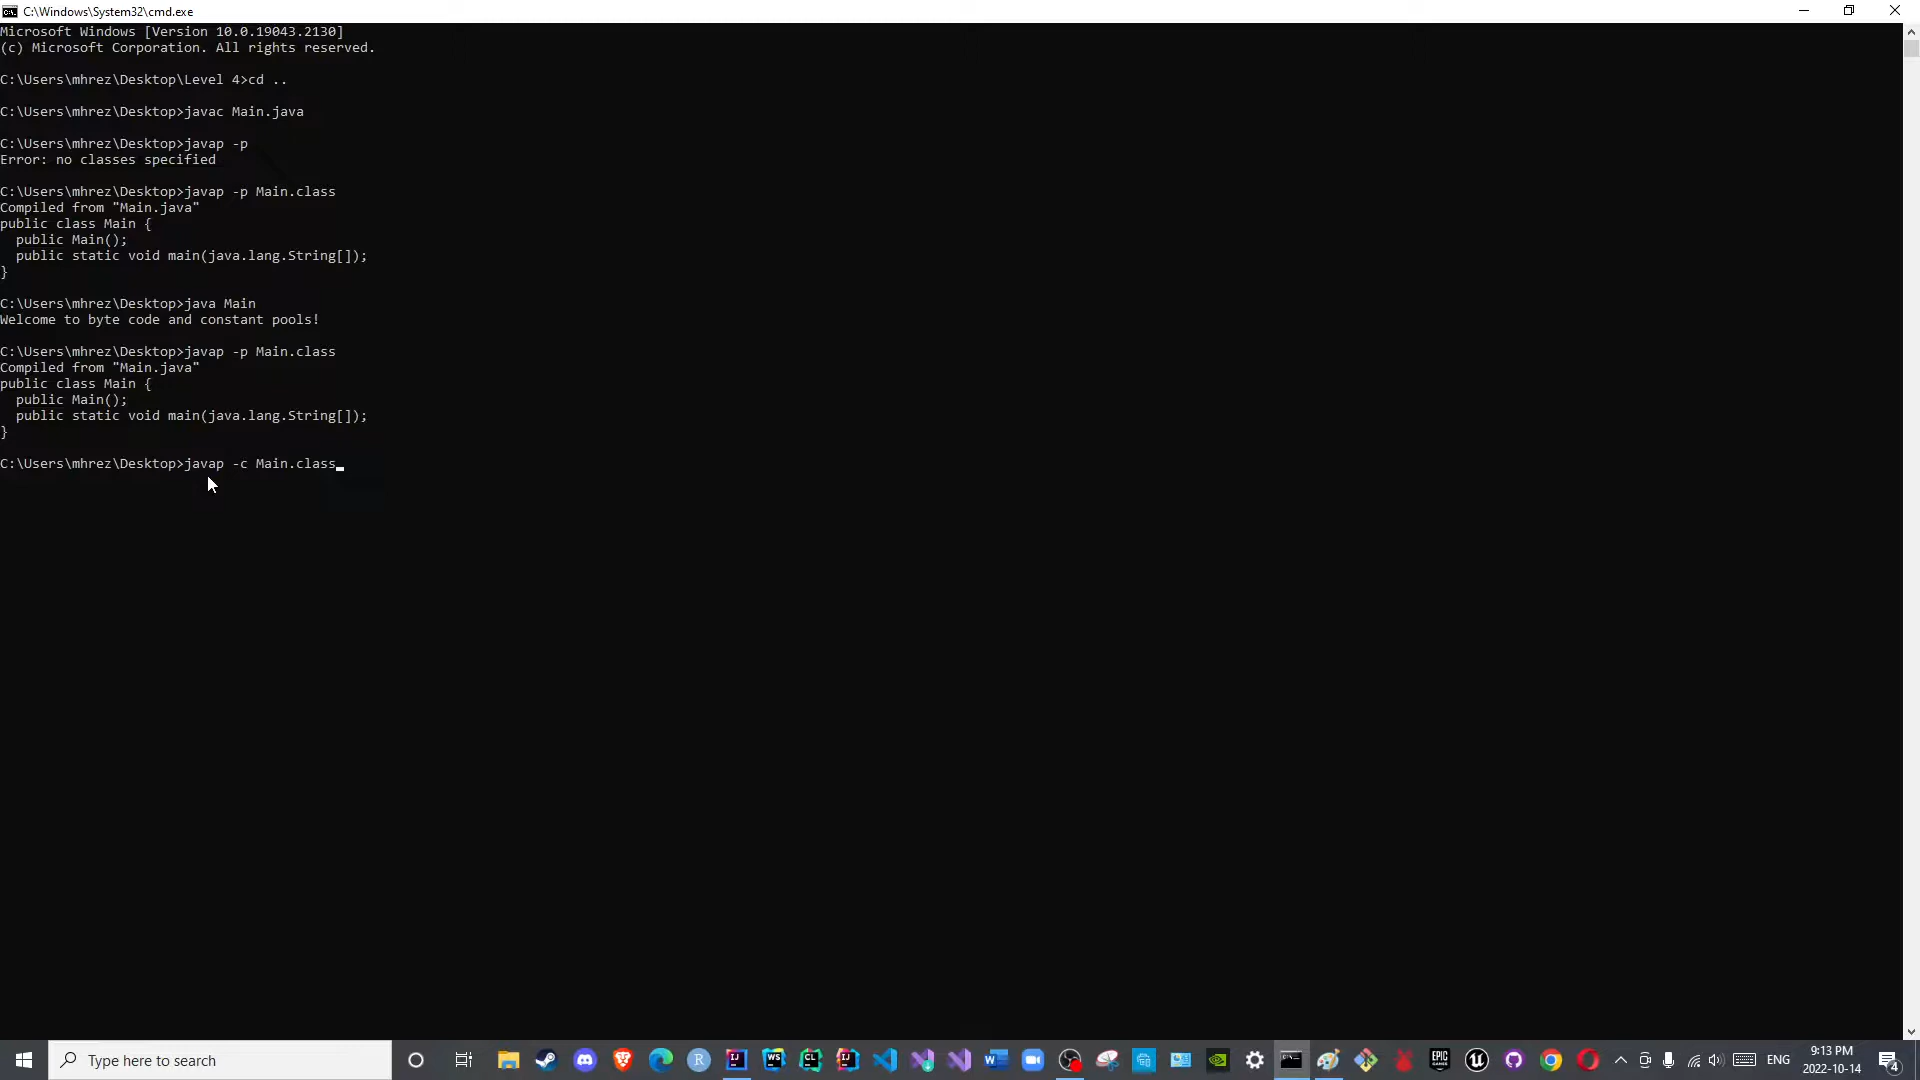 C:\Windows\System32\cmd.exe
Microsoft Windows [Version 10.0.19043.2130]
(c) Microsoft Corporation. All rights reserved.
C:\Users\mhrez\Desktop\Level 4>cd ..
C:\Users\mhrez\Desktop>javac Main.java
C:\Users\mhrez\Desktop>javap -p
Error: no classes specified
C:\Users\mhrez\Desktop>javap -p Main.class
Compiled from "Main.java"
public class Main {
  public Main();
  public static void main(java.lang.String[]);
}
C:\Users\mhrez\Desktop>java Main
Welcome to byte code and constant pools!
C:\Users\mhrez\Desktop>javap -p Main.class
Compiled from "Main.java"
public class Main {
  public Main();
  public static void main(java.lang.String[]);
}
C:\Users\mhrez\Desktop>javap -c Main.class_
Type here to search
ENG
9:13 PM
2022-10-14
4